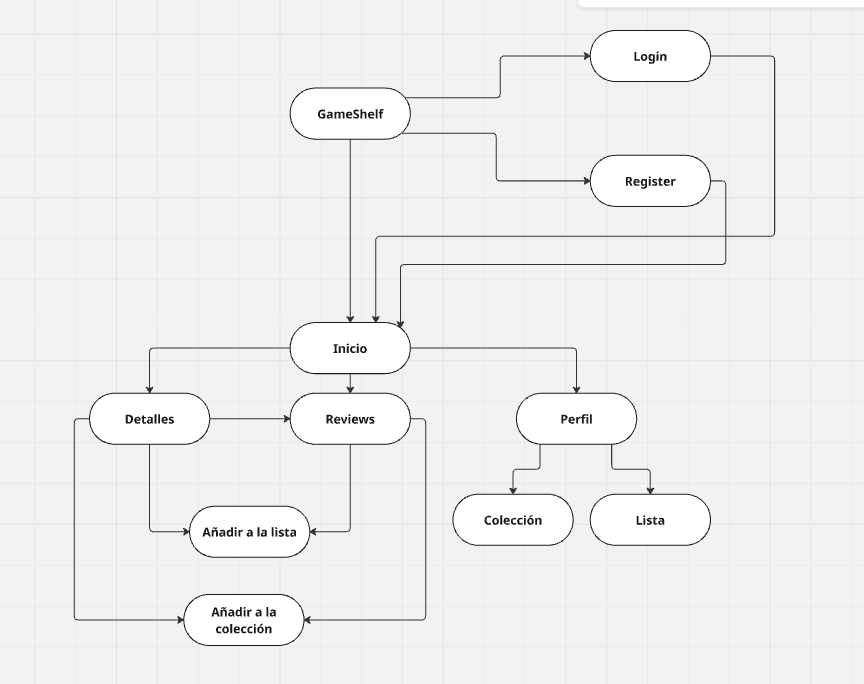 Login
GameShelf
Register
Inicio
Detalles
Reviews
Perfil
Colección
Lista
Añadir a la lista
Añadir a la
colección